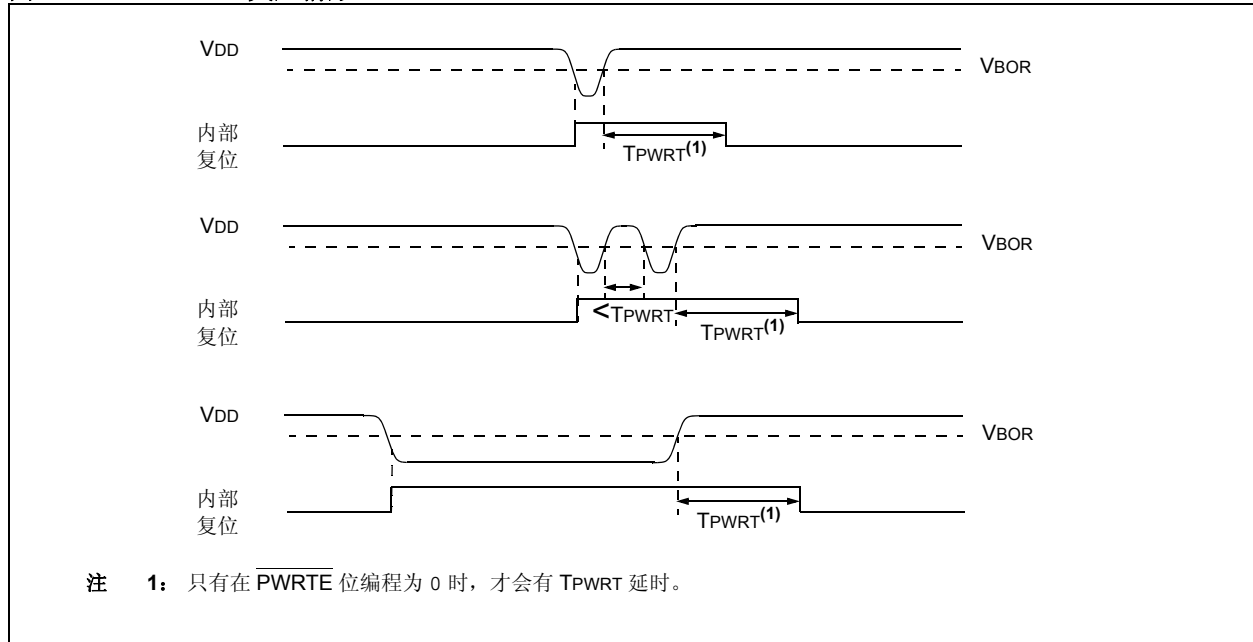 VDD
VBOR
内部
复位
TPWRT(1)
VDD
VBOR
内部
复位
<TPWRT
TPWRT(1)
VDD
VBOR
内部
复位
TPWRT(1)
注 1: 只有在 PWRTE 位编程为 0 时，才会有 TPWRT 延时。